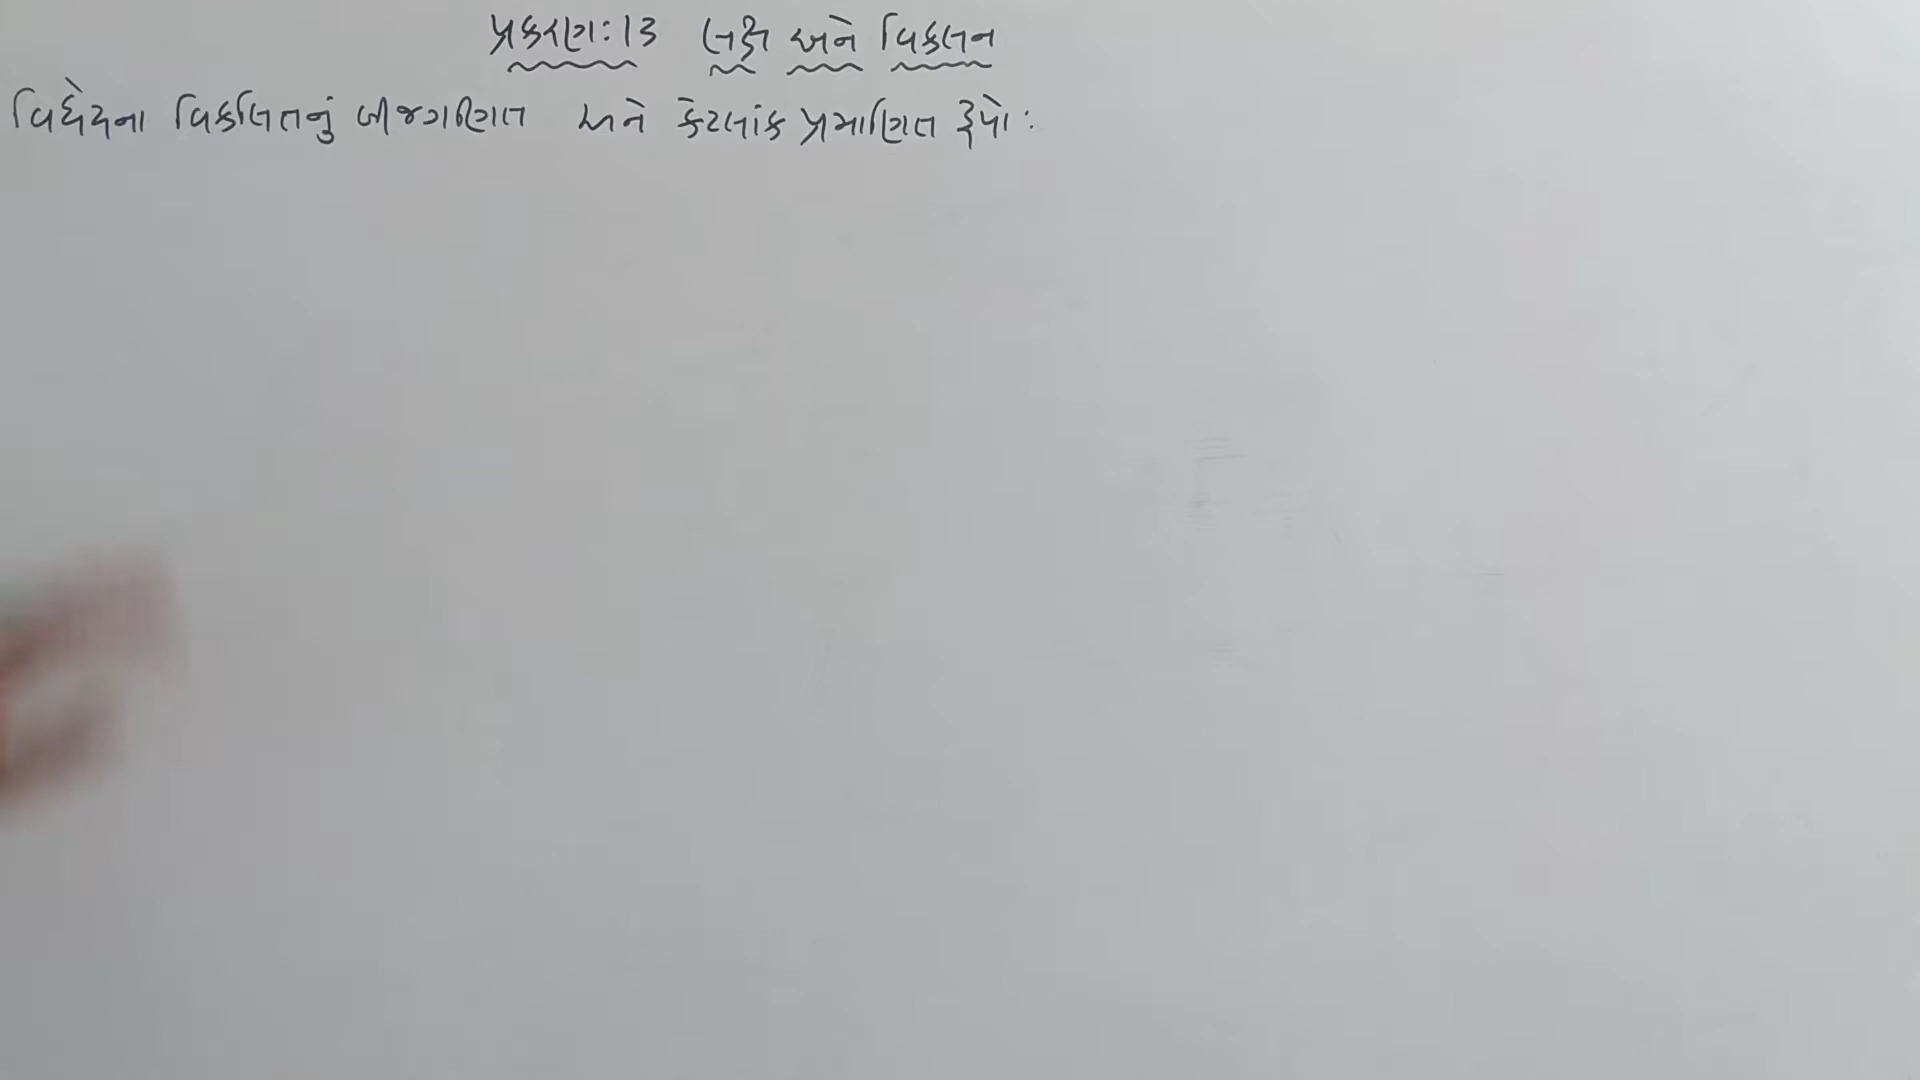 પ્રકરણ:13 લક્ષ અને વિકલન
વિધેયના વિકલિતનું બીજગણિત અને કેટલાંક પ્રમાણિત રૂપો: